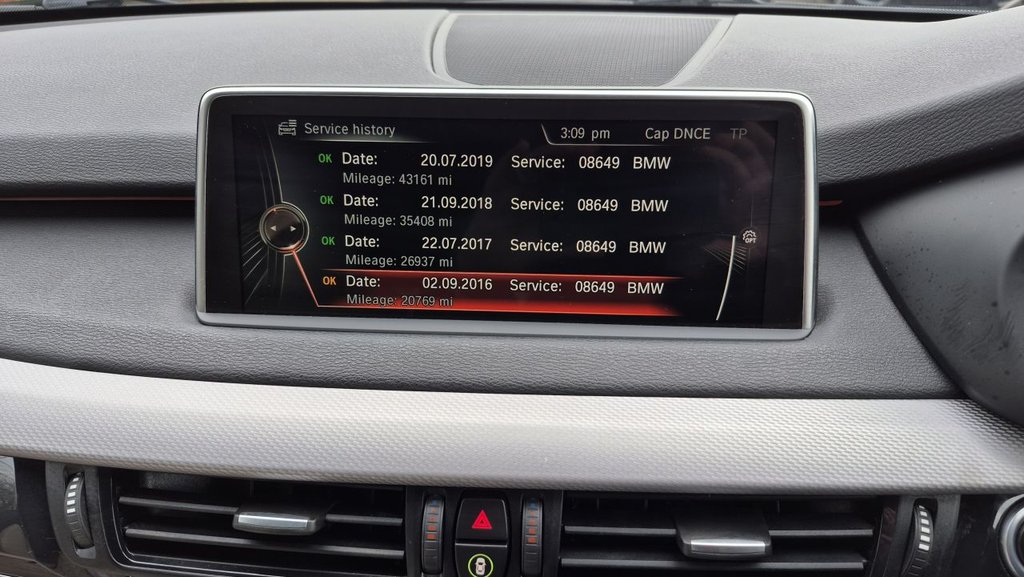 Service history 3:09 pm Cap DNCE TP
OK Date: 20.07.2019 Service: 08649 BMW
Mileage: 43161 mi
OK Date: 21.09.2018 Service: 08649 BMW
Mileage: 35408 mi
OK Date: 22.07.2017 Service: 08649 BMW
OPT
Mileage: 26937 mi
OK Date: 02.09.2016 Service: 08649 BMW
Mileage: 20769 mi